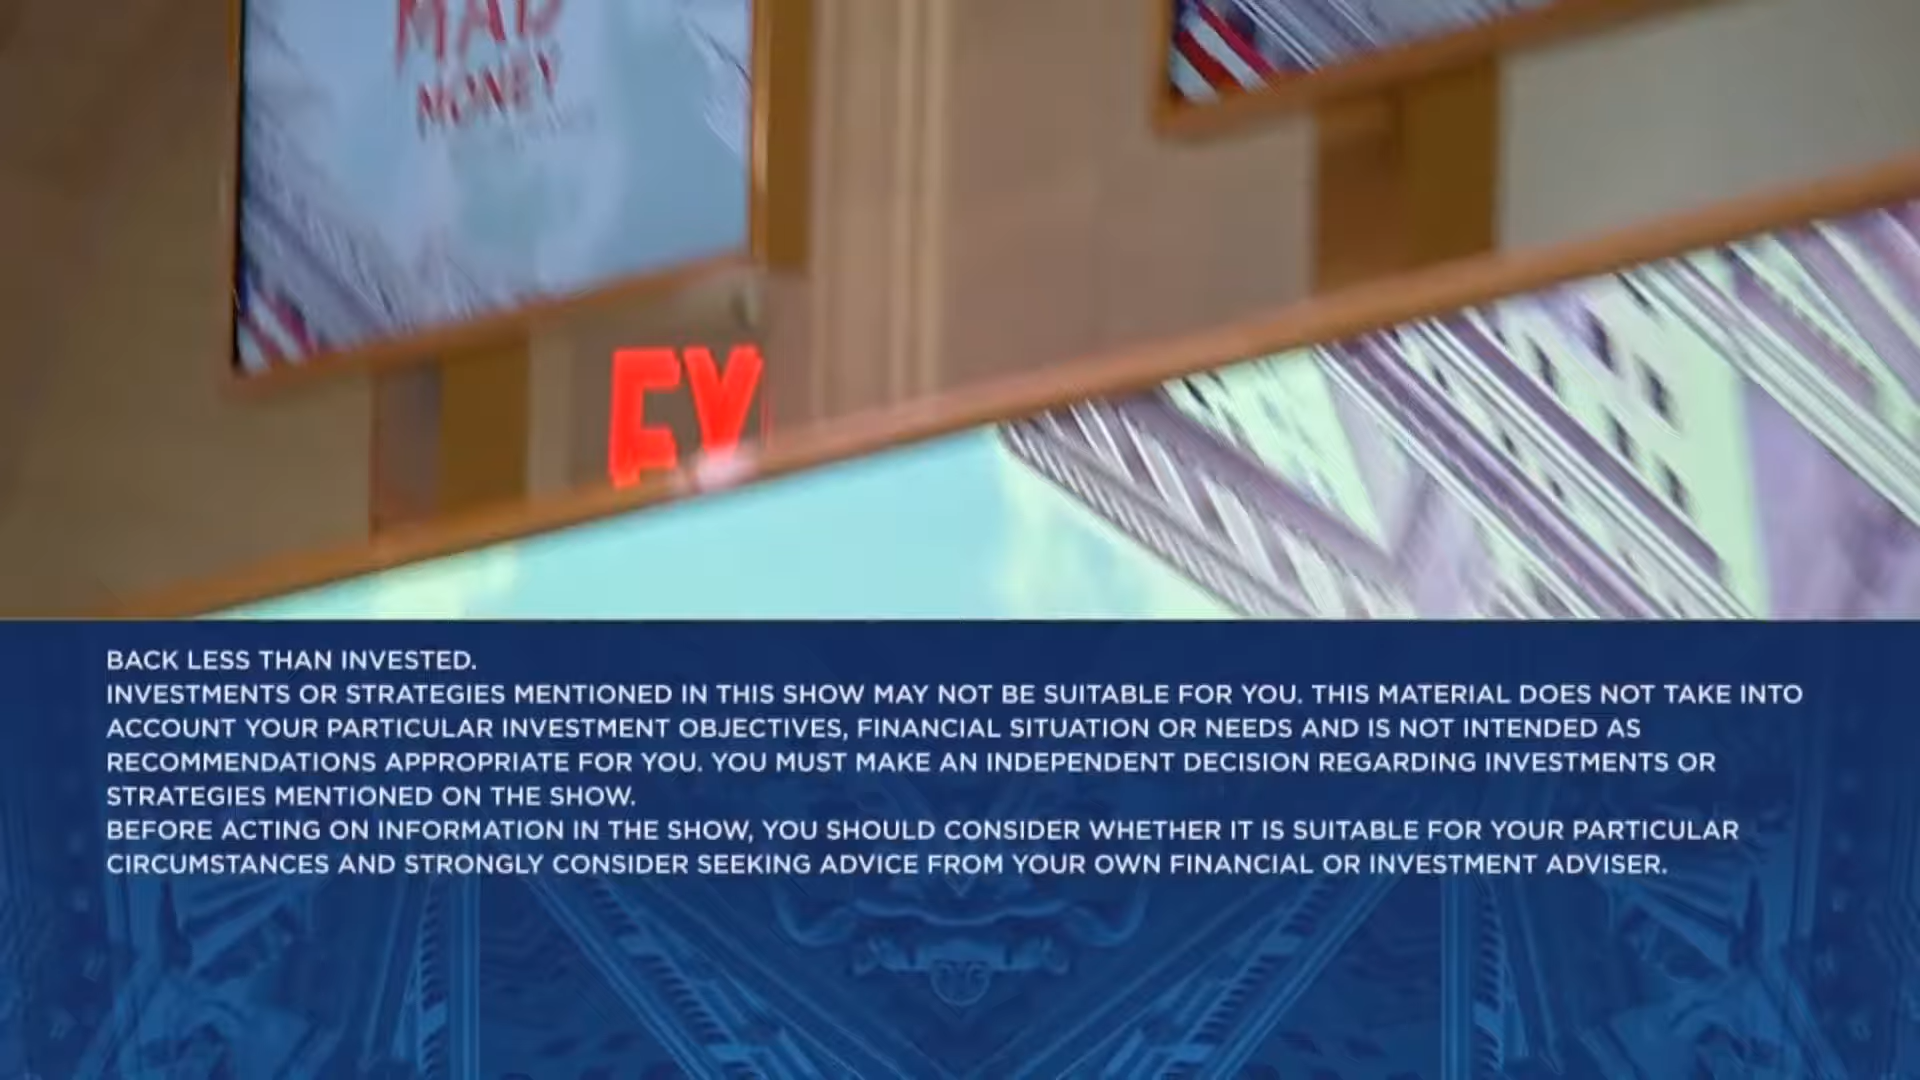 MAD
MONEY
EX
BACK LESS THAN INVESTED.
INVESTMENTS OR STRATEGIES MENTIONED IN THIS SHOW MAY NOT BE SUITABLE FOR YOU. THIS MATERIAL DOES NOT TAKE INTO
ACCOUNT YOUR PARTICULAR INVESTMENT OBJECTIVES, FINANCIAL SITUATION OR NEEDS AND IS NOT INTENDED AS
RECOMMENDATIONS APPROPRIATE FOR YOU. YOU MUST MAKE AN INDEPENDENT DECISION REGARDING INVESTMENTS OR
STRATEGIES MENTIONED ON THE SHOW.
BEFORE ACTING ON INFORMATION IN THE SHOW, YOU SHOULD CONSIDER WHETHER IT IS SUITABLE FOR YOUR PARTICULAR
CIRCUMSTANCES AND STRONGLY CONSIDER SEEKING ADVICE FROM YOUR OWN FINANCIAL OR INVESTMENT ADVISER.